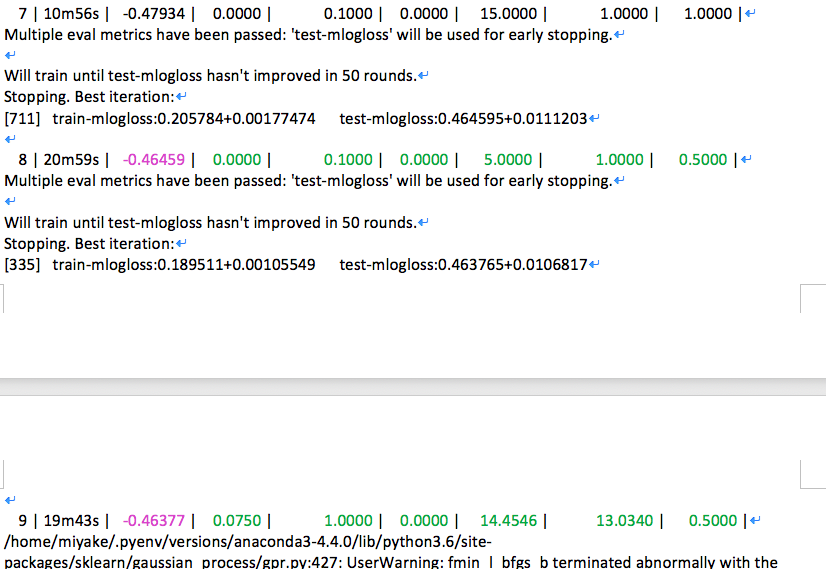 7 | 10m56s | -0.47934 | 0.0000 | 0.1000 | 0.0000 | 15.0000 | 1.0000 | 1.0000 |
Multiple eval metrics have been passed: 'test-mlogloss' will be used for early stopping.
Will train until test-mlogloss hasn't improved in 50 rounds.
Stopping. Best iteration:
[711] train-mlogloss:0.205784+0.00177474 test-mlogloss:0.464595+0.0111203
8 | 20m59s | -0.46459 | 0.0000 | 0.1000 | 0.0000 | 5.0000 | 1.0000 | 0.5000 |
Multiple eval metrics have been passed: 'test-mlogloss' will be used for early stopping.
Will train until test-mlogloss hasn't improved in 50 rounds.
Stopping. Best iteration:
[335] train-mlogloss:0.189511+0.00105549 test-mlogloss:0.463765+0.0106817
9 | 19m43s | -0.46377 | 0.0750 | 1.0000 | 0.0000 | 14.4546 | 13.0340 | 0.5000 |
/home/miyake/.pyenv/versions/anaconda3-4.4.0/lib/python3.6/site-
packages/sklearn/gaussian_process/gpr.py:427: UserWarning: fmin_l_bfgs_b terminated abnormally with the